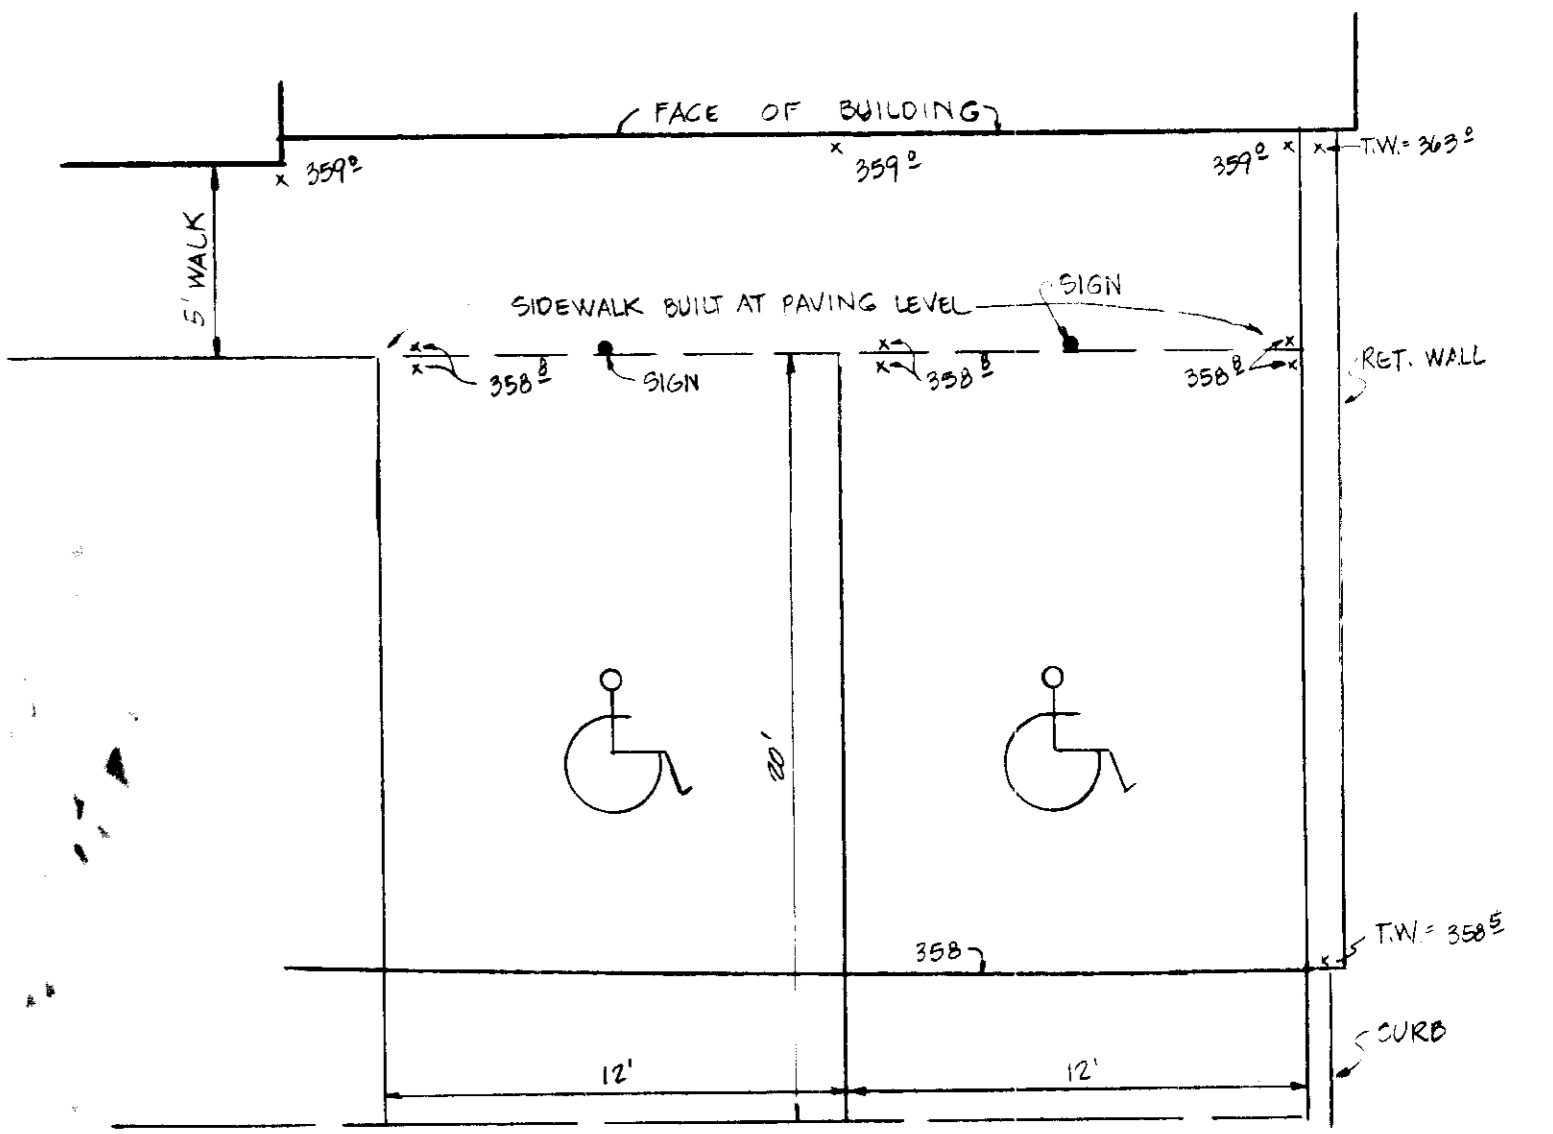 FACE OF BUILDING
359⁰
359⁰
359⁰
T.W.= 363⁰
5' WALK
SIDEWALK BUILT AT PAVING LEVEL
SIGN
358⁸
SIGN
358⁸
358⁸
RET. WALL
20'
358
T.W.= 358⁵
CURB
12'
12'